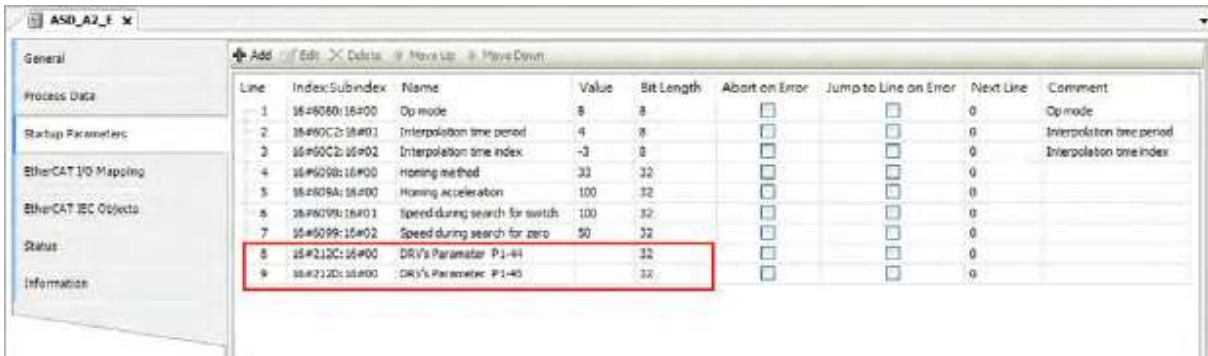 ASD_A2_E ×
General
Process Data
Startup Parameters
EtherCAT I/O Mapping
EtherCAT IEC Objects
Status
Information
Add Edit Delete Move Up Move Down
Line Index:Subindex Name Value Bit Length Abort on Error Jump to Line on Error Next Line Comment
1 16#6060:16#00 Op mode 8 8 0 Op mode
2 16#60C2:16#01 Interpolation time period 4 8 0 Interpolation time period
3 16#60C2:16#02 Interpolation time index -3 8 0 Interpolation time index
4 16#6098:16#00 Homing method 33 32 0
5 16#609A:16#00 Homing acceleration 100 32 0
6 16#6099:16#01 Speed during search for switch 100 32 0
7 16#6099:16#02 Speed during search for zero 50 32 0
8 16#212C:16#00 DRV's Parameter P1-44 32 0
9 16#212D:16#00 DRV's Parameter P1-45 32 0